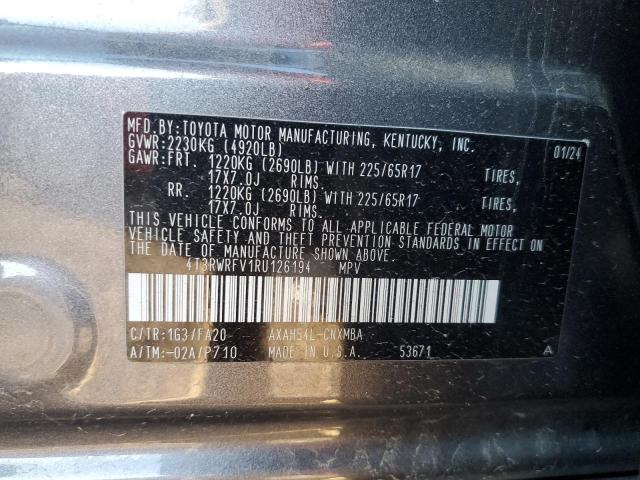 MFD.BY:TOYOTA MOTOR MANUFACTURING, KENTUCKY, INC.
GVWR:2230KG (4920LB) 01/24
GAWR:FRT. 1220KG (2690LB) WITH 225/65R17 TIRES,
17X7.0J RIMS.
RR. 1220KG (2690LB) WITH 225/65R17 TIRES,
17X7.0J RIMS.
THIS VEHICLE CONFORMS TO ALL APPLICABLE FEDERAL MOTOR
VEHICLE SAFETY AND THEFT PREVENTION STANDARDS IN EFFECT ON
THE DATE OF MANUFACTURE SHOWN ABOVE.
4T3RWRFV1RU126194 MPV
C/TR:1G3/FA20 AXAH54L-CNXMBA
A/TM:-02A/P710 MADE IN U.S.A. 53671 A